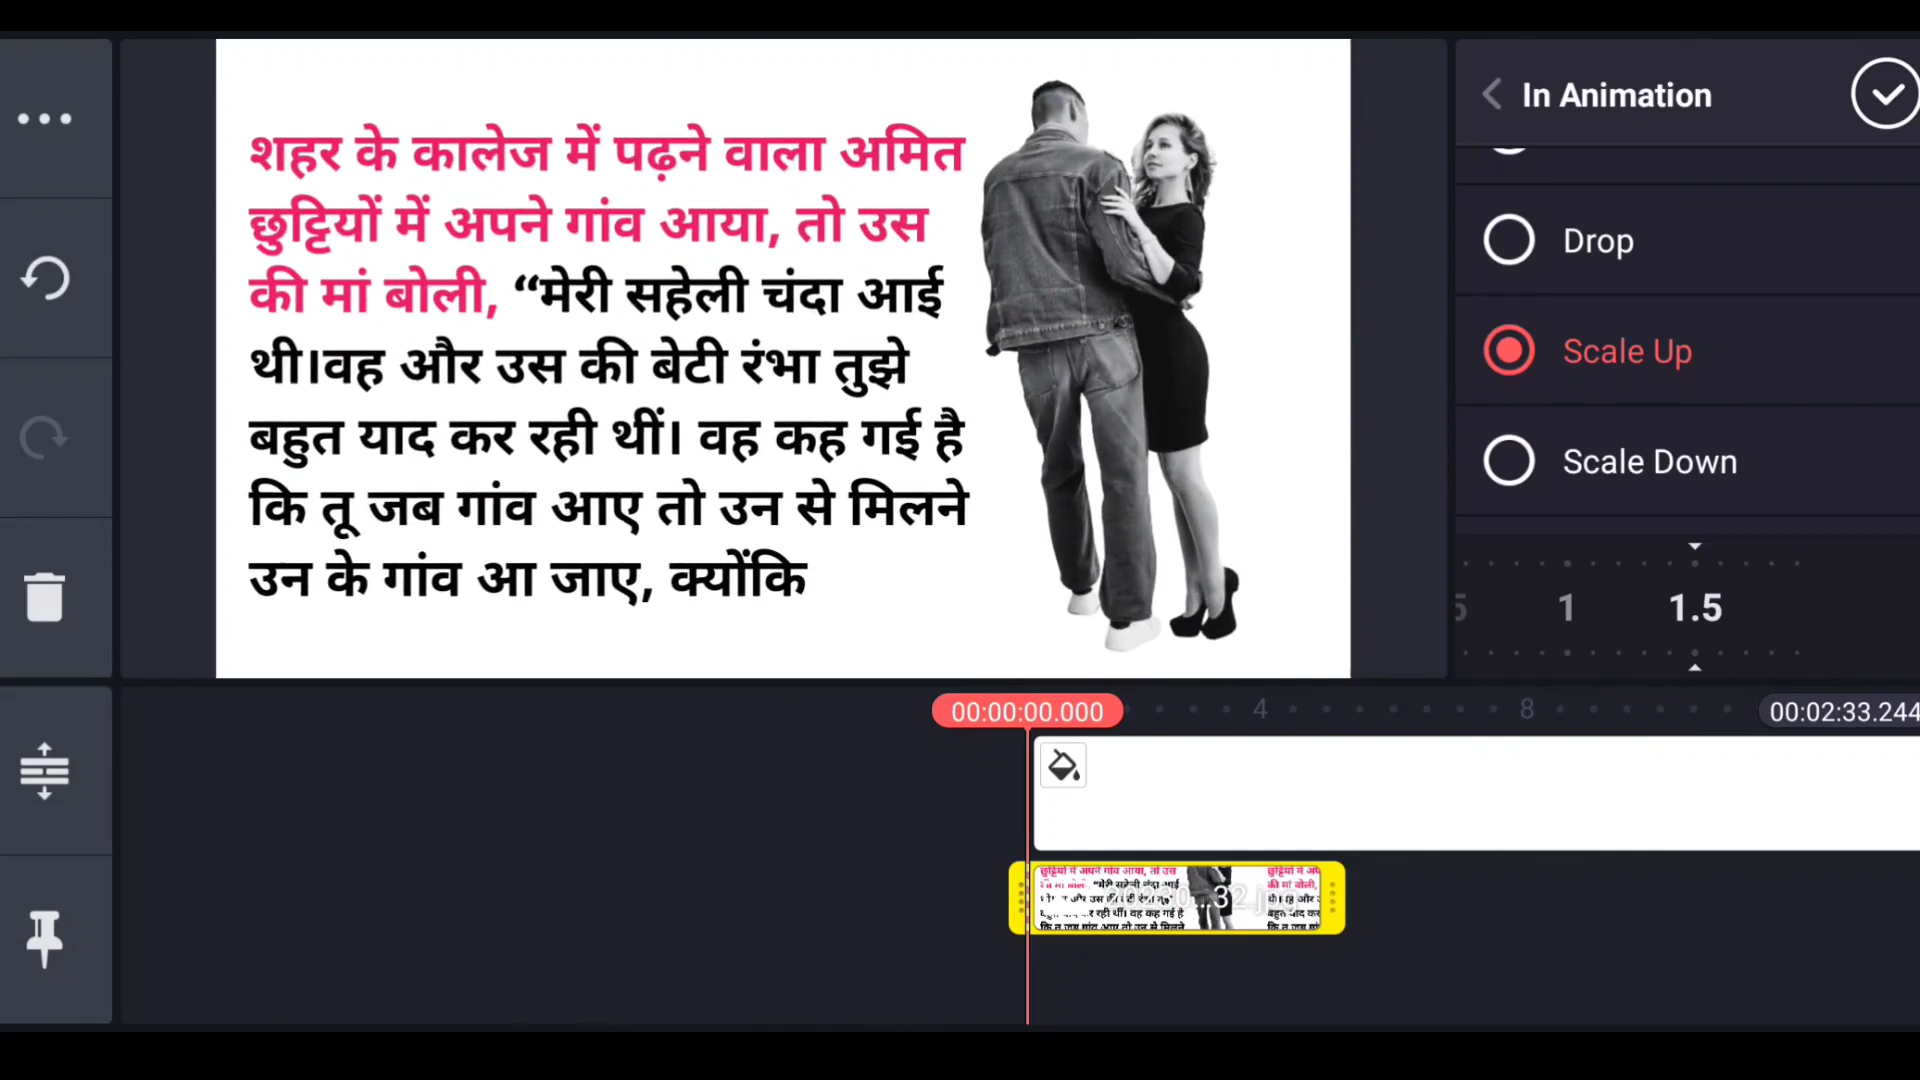 शहर के कालेज में पढ़ने वाला अमित
छुट्टियों में अपने गांव आया, तो उस
की मां बोली, “मेरी सहेली चंदा आई
थी।वह और उस की बेटी रंभा तुझे
बहुत याद कर रही थीं। वह कह गई है
कि तू जब गांव आए तो उन से मिलने
उन के गांव आ जाए, क्योंकि
In Animation
Drop
Scale Up
Scale Down
1 1.5
00:00:00.000 4 8 00:02:33.244